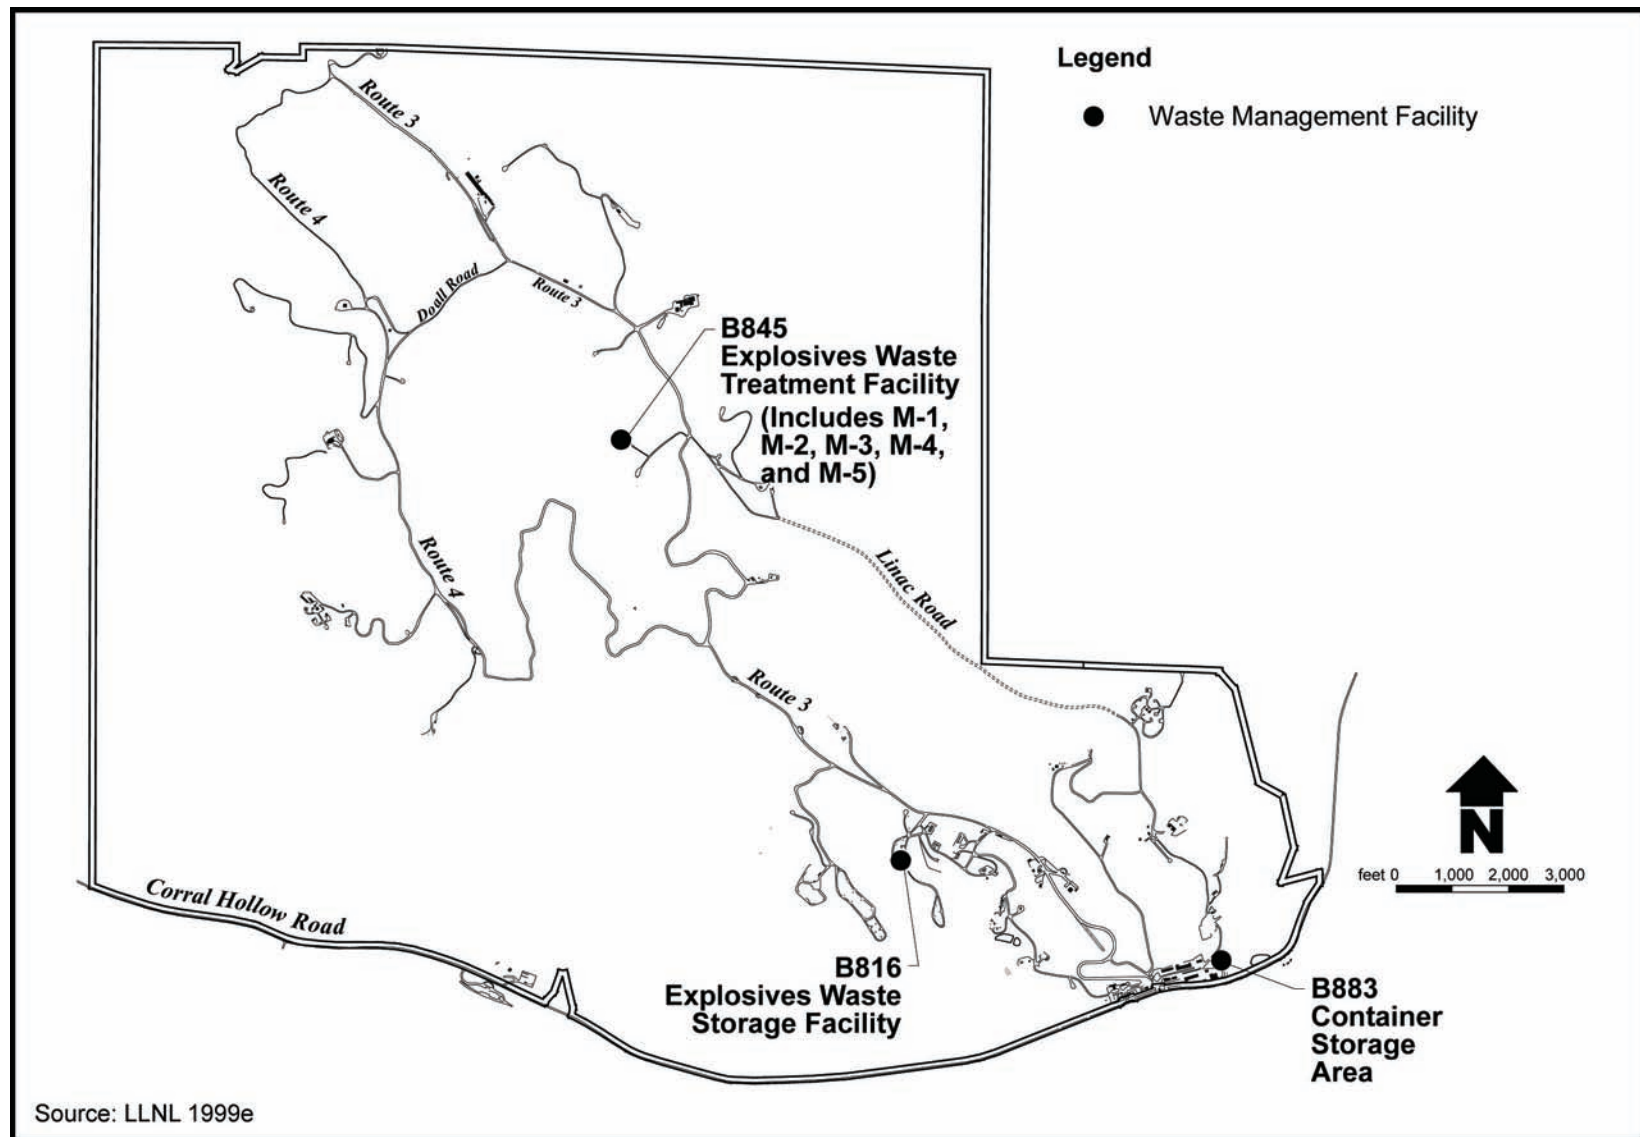 Legend
Waste Management Facility
Route 3
Route 4
Doall Road
Route 3
B845
Explosives Waste
Treatment Facility
(Includes M-1,
M-2, M-3, M-4,
and M-5)
Route 4
Linac Road
Route 3
N
feet 0 1,000 2,000 3,000
Corral Hollow Road
B816
Explosives Waste
Storage Facility
B883
Container
Storage
Area
Source: LLNL 1999e